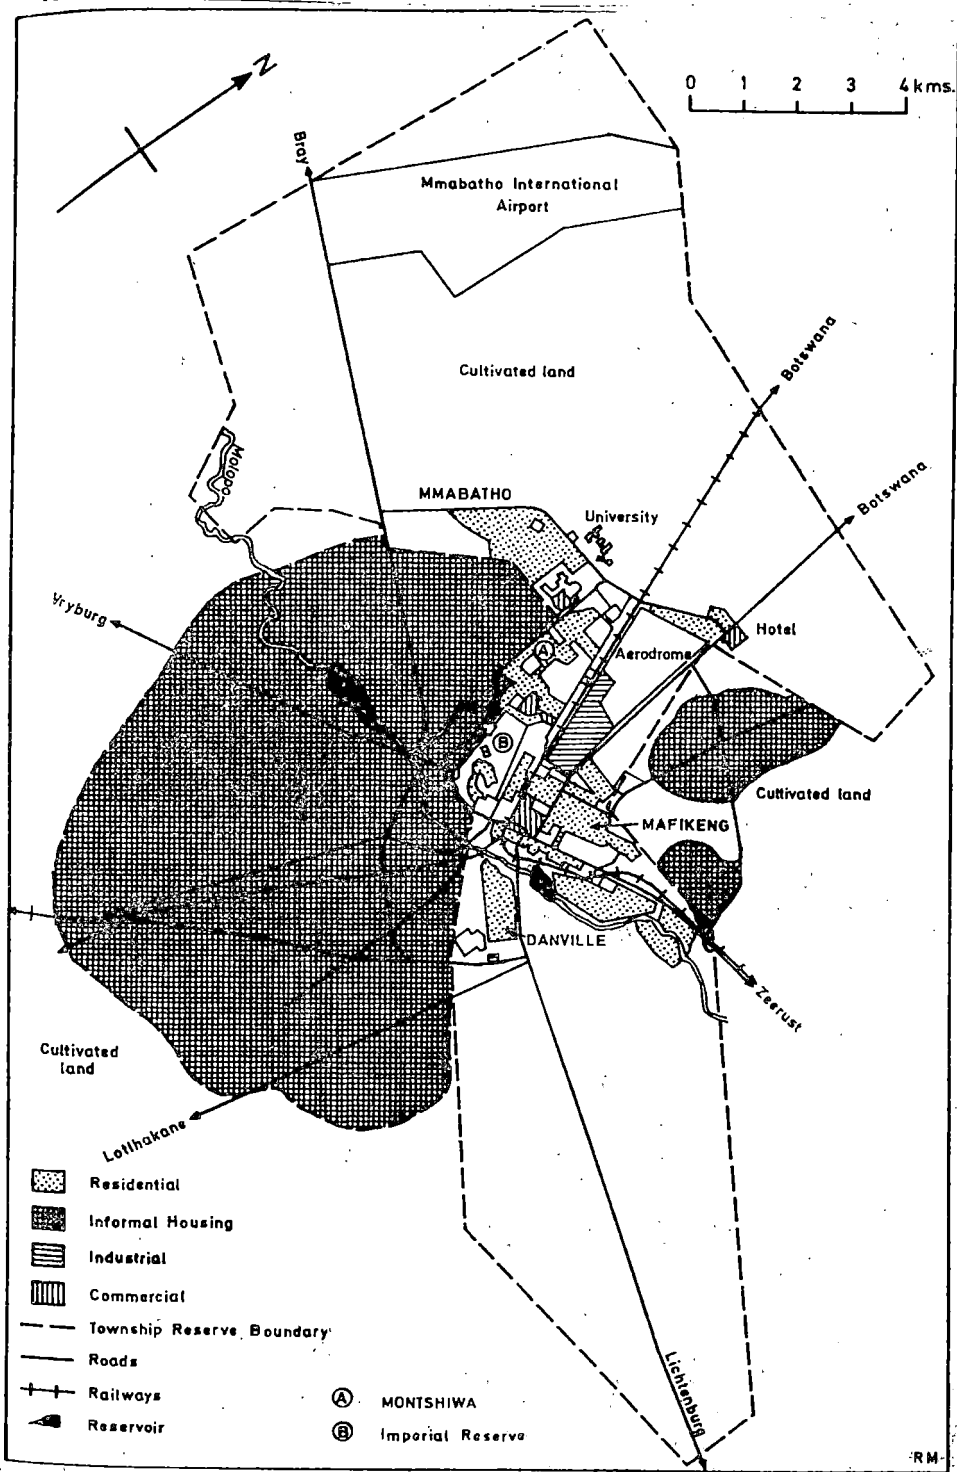 N
0 1 2 3 4 kms.
Bray
Mmabatho International
Airport
Cultivated land
Botswana
Botswana
Molopo
MMABATHO
University
Vryburg
Hotel
A
Aerodrome
B
Cultivated land
MAFIKENG
DANVILLE
Zeerust
Cultivated
land
Lotlhakane
Residential
Informal Housing
Industrial
Commercial
Township Reserve Boundary
Roads
Railways
Reservoir
A MONTSHIWA
B Imperial Reserve
Lichtenburg
RM